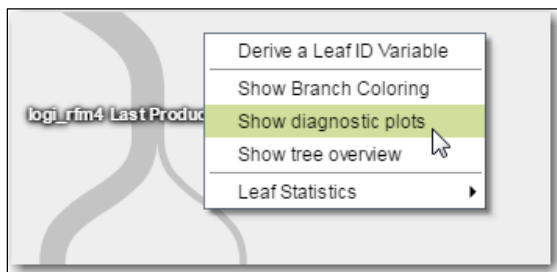 logi_rfm4 Last Produc
Derive a Leaf ID Variable
Show Branch Coloring
Show diagnostic plots
Show tree overview
Leaf Statistics